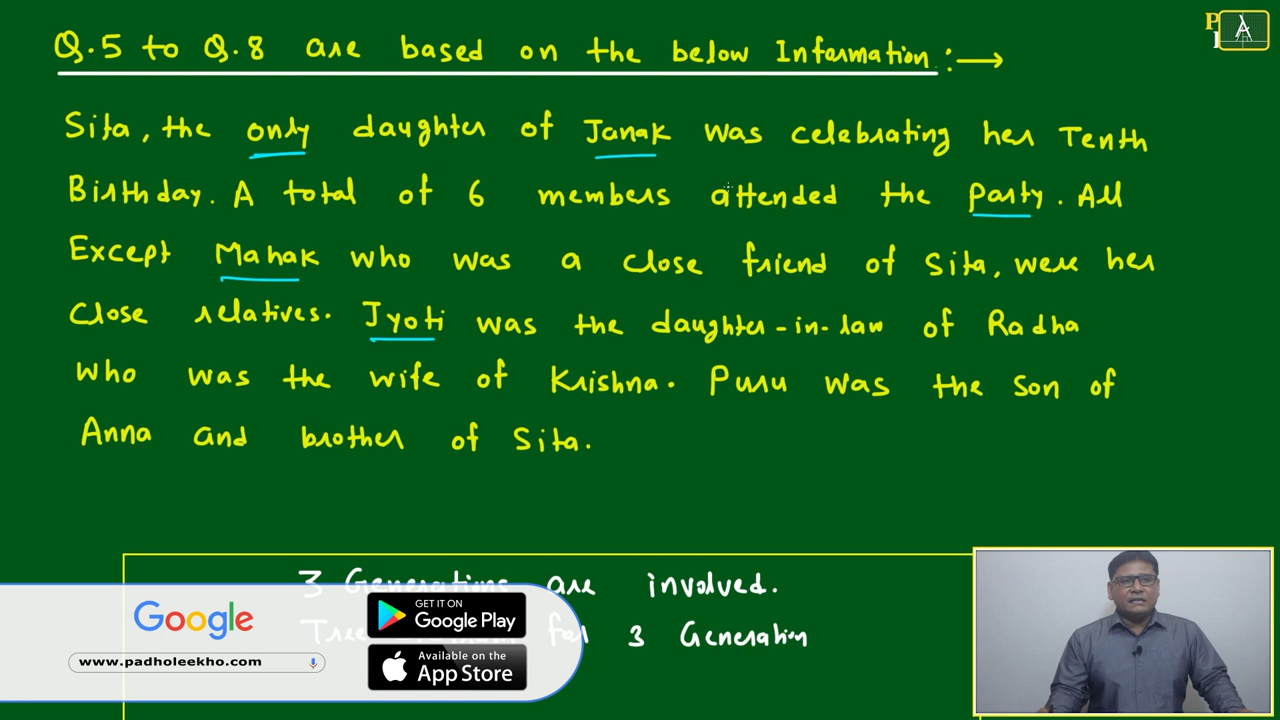 Q.5 to Q.8 are based on the below Information :→
Sita, the only daughter of Janak was celebrating her Tenth
Birthday. A total of 6 members attended the party. All
Except Mahak who was a close friend of Sita, were her
close relatives. Jyoti was the daughter-in-law of Radha
who was the wife of Krishna. Puru was the son of
Anna and brother of Sita.
3 Generations are involved.
Tree for 3 Generation
Google
www.padholeekho.com
GET IT ON
Google Play
Available on the
App Store